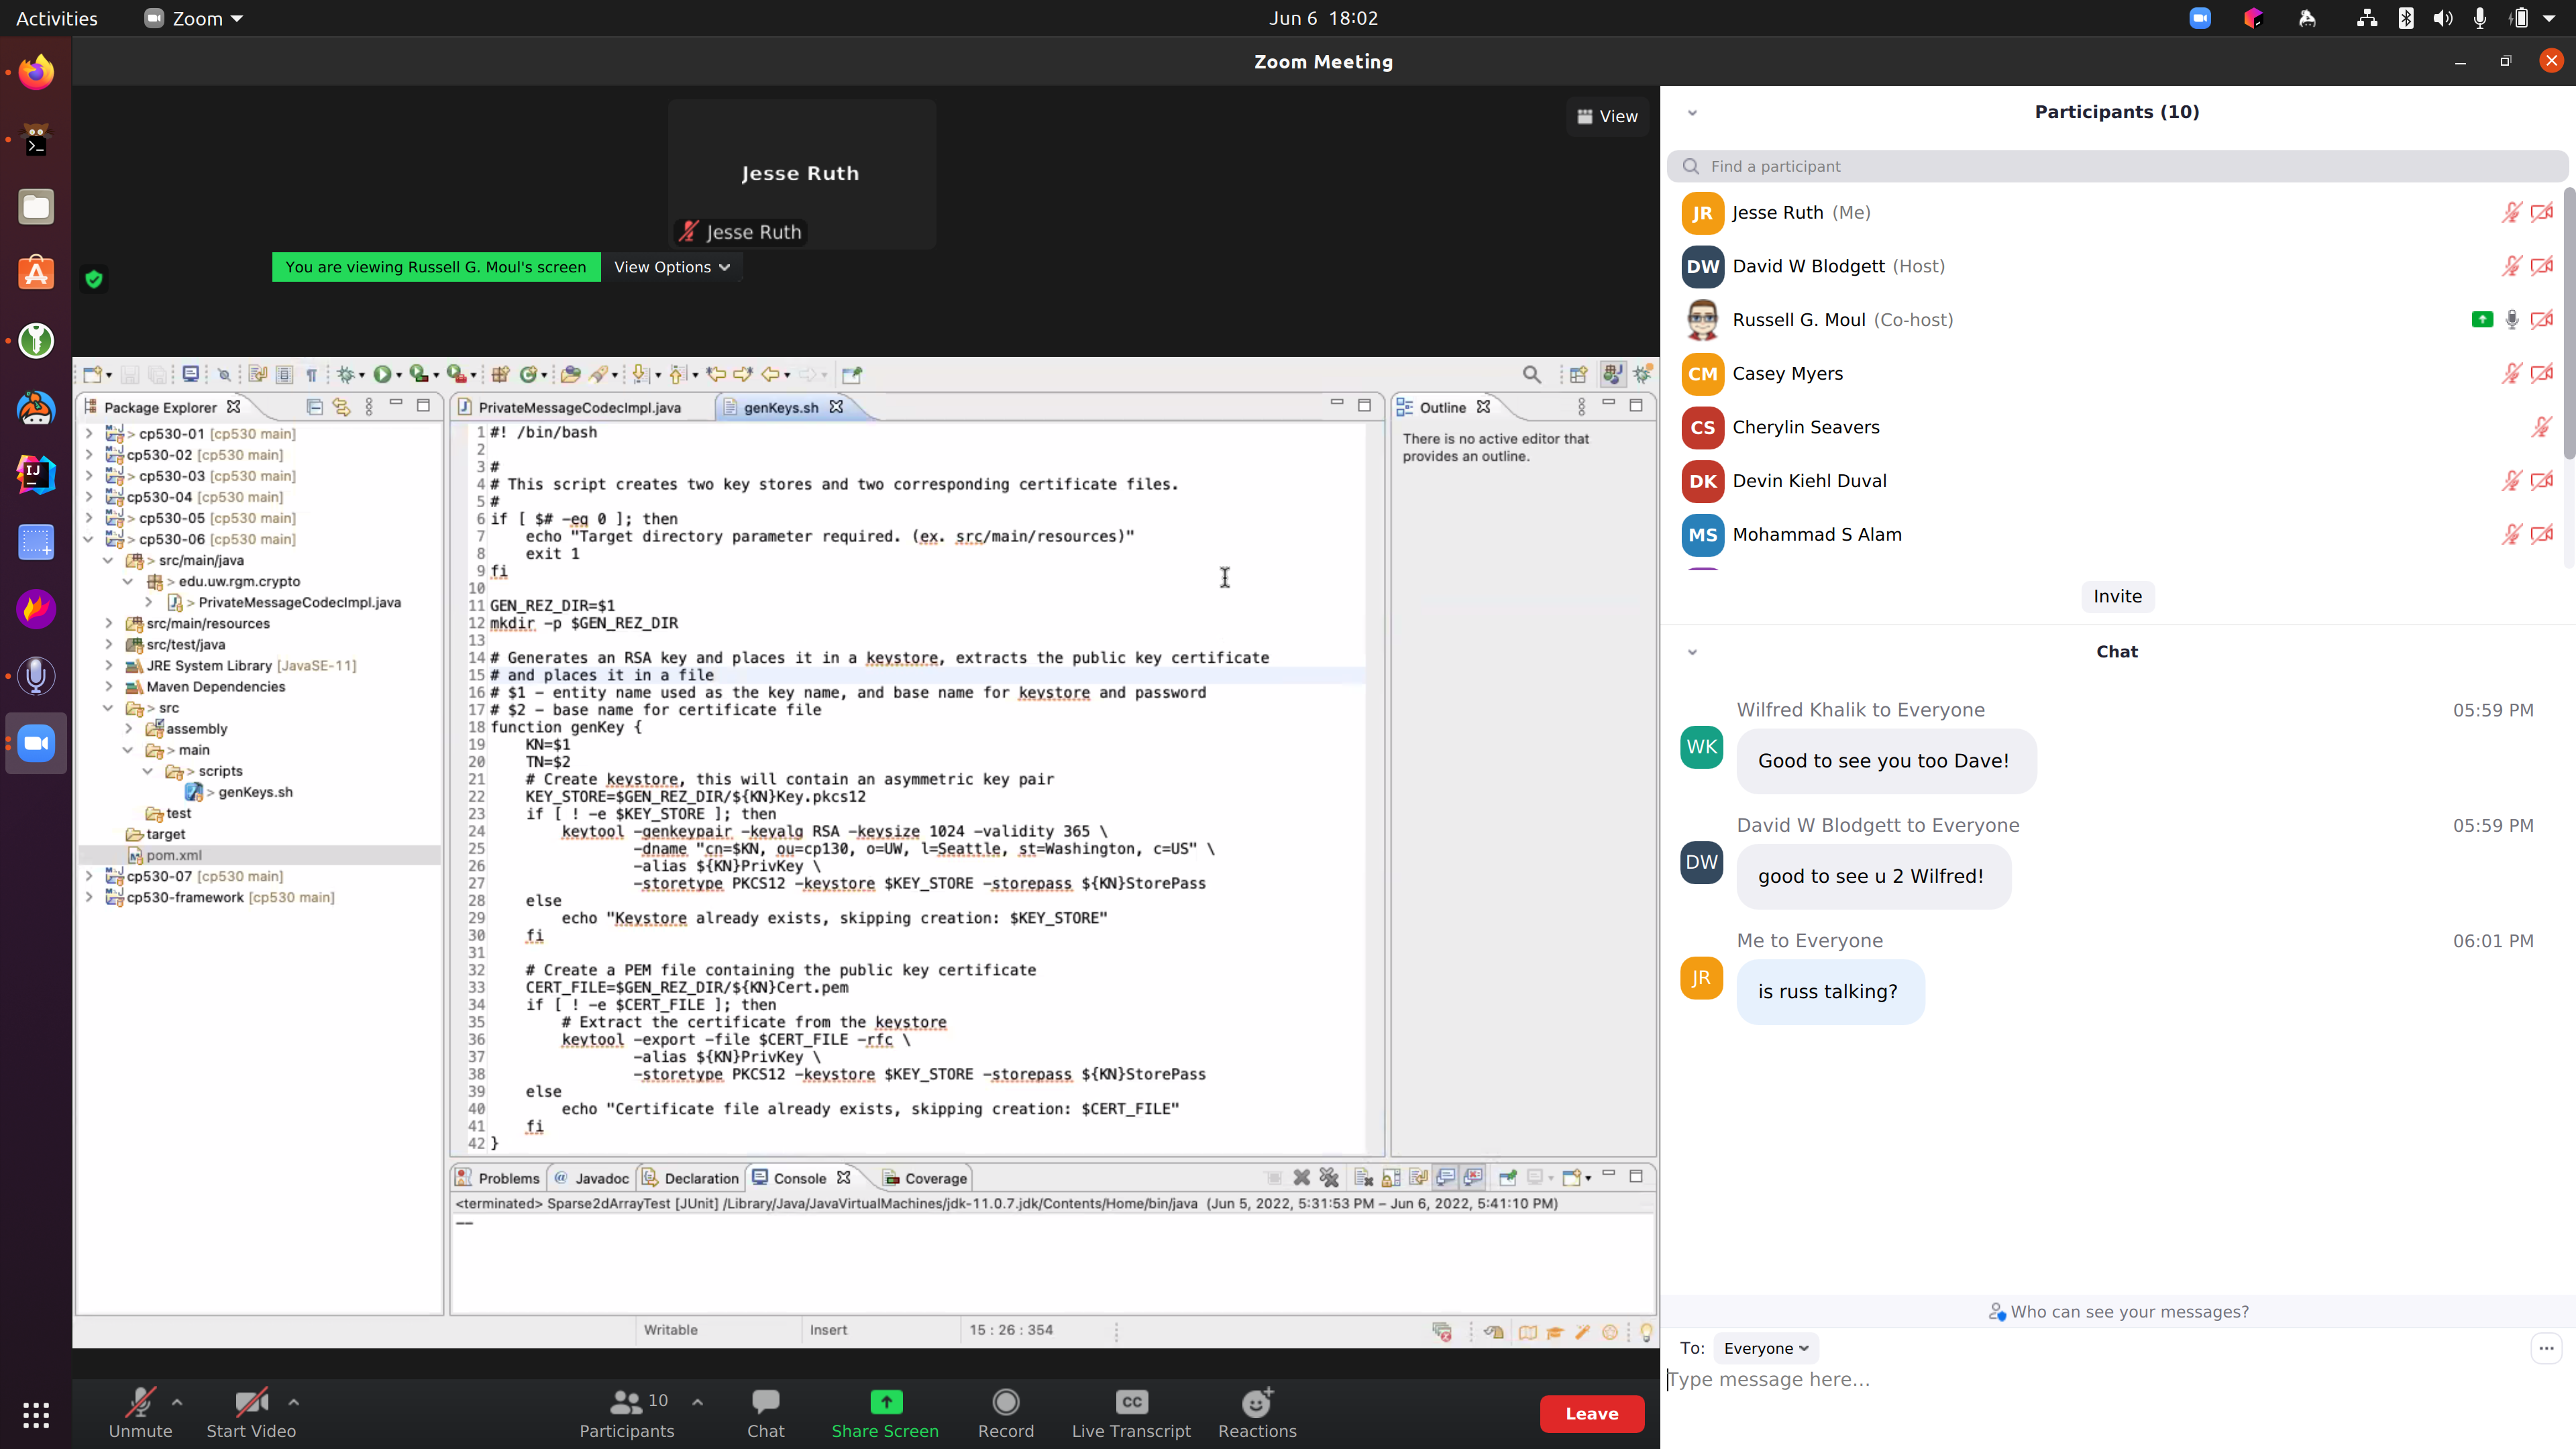 Activities
Zoom
Jun 6 18:02
Zoom Meeting
Jesse Ruth
Jesse Ruth
View
You are viewing Russell G. Moul's screen
View Options
Package Explorer
> cp530-01 [cp530 main]
cp530-02 [cp530 main]
> cp530-03 [cp530 main]
cp530-04 [cp530 main]
> cp530-05 [cp530 main]
> cp530-06 [cp530 main]
> src/main/java
> edu.uw.rgm.crypto
> PrivateMessageCodecImpl.java
src/main/resources
src/test/java
JRE System Library [JavaSE-11]
Maven Dependencies
> src
assembly
> main
> scripts
> genKeys.sh
test
target
pom.xml
cp530-07 [cp530 main]
cp530-framework [cp530 main]
PrivateMessageCodecImpl.java
genKeys.sh
1 #! /bin/bash
2
3 #
4 # This script creates two key stores and two corresponding certificate files.
5 #
6 if [ $# -eq 0 ]; then
7 echo "Target directory parameter required. (ex. src/main/resources)"
8 exit 1
9 fi
10
11 GEN_REZ_DIR=$1
12 mkdir -p $GEN_REZ_DIR
13
14 # Generates an RSA key and places it in a keystore, extracts the public key certificate
15 # and places it in a file
16 # $1 - entity name used as the key name, and base name for keystore and password
17 # $2 - base name for certificate file
18 function genKey {
19 KN=$1
20 TN=$2
21 # Create keystore, this will contain an asymmetric key pair
22 KEY_STORE=$GEN_REZ_DIR/${KN}Key.pkcs12
23 if [ ! -e $KEY_STORE ]; then
24 keytool -genkeypair -keyalg RSA -keysize 1024 -validity 365 \
25 -dname "cn=$KN, ou=cp130, o=UW, l=Seattle, st=Washington, c=US" \
26 -alias ${KN}PrivKey \
27 -storetype PKCS12 -keystore $KEY_STORE -storepass ${KN}StorePass
28 else
29 echo "Keystore already exists, skipping creation: $KEY_STORE"
30 fi
31
32 # Create a PEM file containing the public key certificate
33 CERT_FILE=$GEN_REZ_DIR/${KN}Cert.pem
34 if [ ! -e $CERT_FILE ]; then
35 # Extract the certificate from the keystore
36 keytool -export -file $CERT_FILE -rfc \
37 -alias ${KN}PrivKey \
38 -storetype PKCS12 -keystore $KEY_STORE -storepass ${KN}StorePass
39 else
40 echo "Certificate file already exists, skipping creation: $CERT_FILE"
41 fi
42 }
Outline
There is no active editor that
provides an outline.
Problems
@ Javadoc
Declaration
Console
Coverage
<terminated> Sparse2dArrayTest [JUnit] /Library/Java/JavaVirtualMachines/jdk-11.0.7.jdk/Contents/Home/bin/java (Jun 5, 2022, 5:31:53 PM – Jun 6, 2022, 5:41:10 PM)
--
Writable
Insert
15 : 26 : 354
Unmute
Start Video
10
Participants
Chat
Share Screen
Record
CC
Live Transcript
Reactions
Leave
Participants (10)
Find a participant
JR Jesse Ruth (Me)
DW David W Blodgett (Host)
Russell G. Moul (Co-host)
CM Casey Myers
CS Cherylin Seavers
DK Devin Kiehl Duval
MS Mohammad S Alam
Invite
Chat
Wilfred Khalik to Everyone 05:59 PM
WK Good to see you too Dave!
David W Blodgett to Everyone 05:59 PM
DW good to see u 2 Wilfred!
Me to Everyone 06:01 PM
JR is russ talking?
Who can see your messages?
To: Everyone
Type message here...